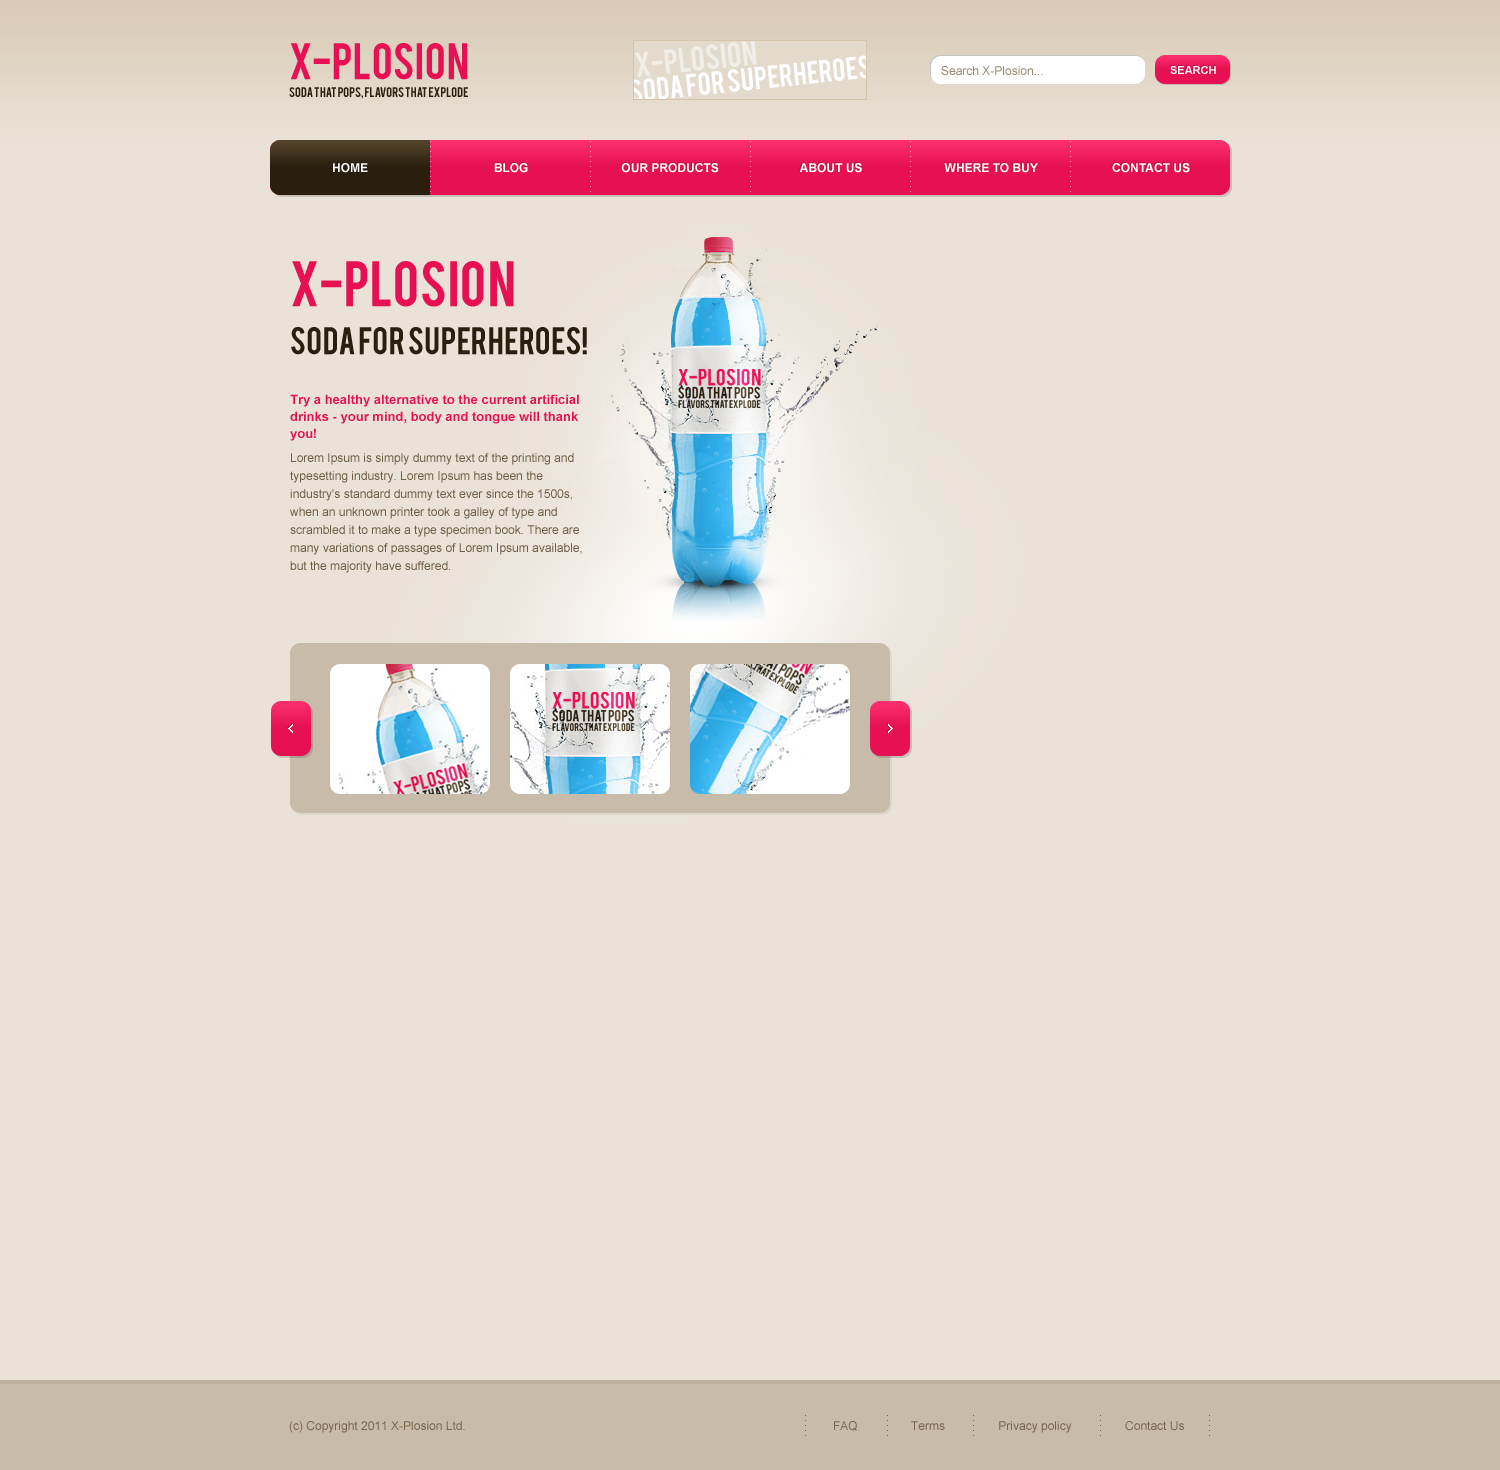 X-PLOSION
SODA THAT POPS, FLAVORS THAT EXPLODE
X-PLOSION
SODA FOR SUPERHEROES
Search X-Plosion...
SEARCH
HOME
BLOG
OUR PRODUCTS
ABOUT US
WHERE TO BUY
CONTACT US
X-PLOSION
SODA FOR SUPERHEROES!
Try a healthy alternative to the current artificial
drinks - your mind, body and tongue will thank
you!
Lorem Ipsum is simply dummy text of the printing and
typesetting industry. Lorem Ipsum has been the
industry's standard dummy text ever since the 1500s,
when an unknown printer took a galley of type and
scrambled it to make a type specimen book. There are
many variations of passages of Lorem Ipsum available,
but the majority have suffered.
X-PLOSION
SODA THAT POPS
FLAVORS THAT EXPLODE
X-PLOSION
THAT POPS
X-PLOSION
SODA THAT POPS
FLAVORS THAT EXPLODE
THAT POPS
THAT EXPLODE
(c) Copyright 2011 X-Plosion Ltd.
FAQ
Terms
Privacy policy
Contact Us